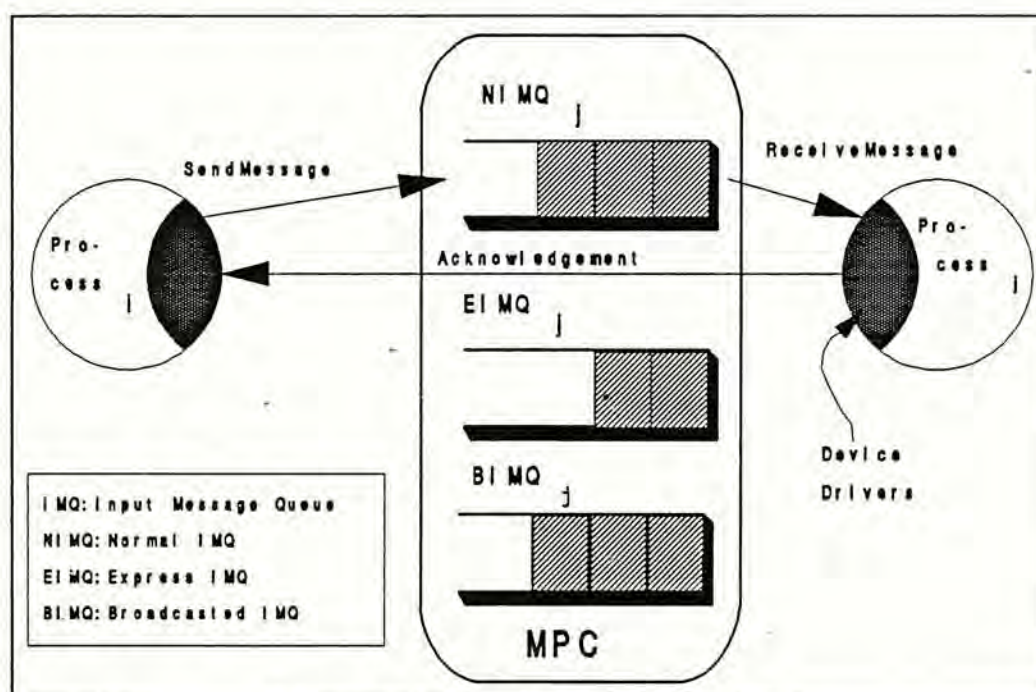 NIMQ j
SendMessage
ReceiveMessage
Pro-
cess
i
Pro-
cess
j
Acknowledgement
EIMQ j
Device
Drivers
BIMQ j
IMQ: Input Message Queue
NIMQ: Normal IMQ
EIMQ: Express IMQ
BIMQ: Broadcasted IMQ
MPC